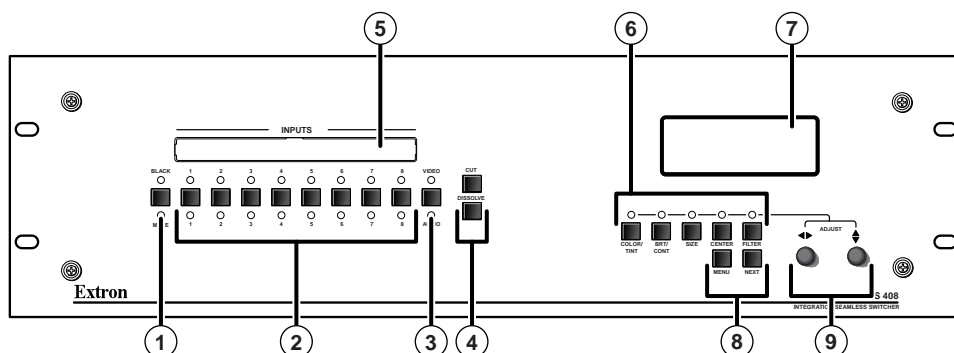 5 6 7
INPUTS
BLACK 1 2 3 4 5 6 7 8 VIDEO CUT
DISSOLVE
1 2 3 4 5 6 7 8
COLOR/ TINT BRT/ CONT SIZE CENTER FILTER ADJUST
MENU NEXT
Extron
408
INTEGRATION SEAMLESS SWITCHER
1 2 3 4 8 9